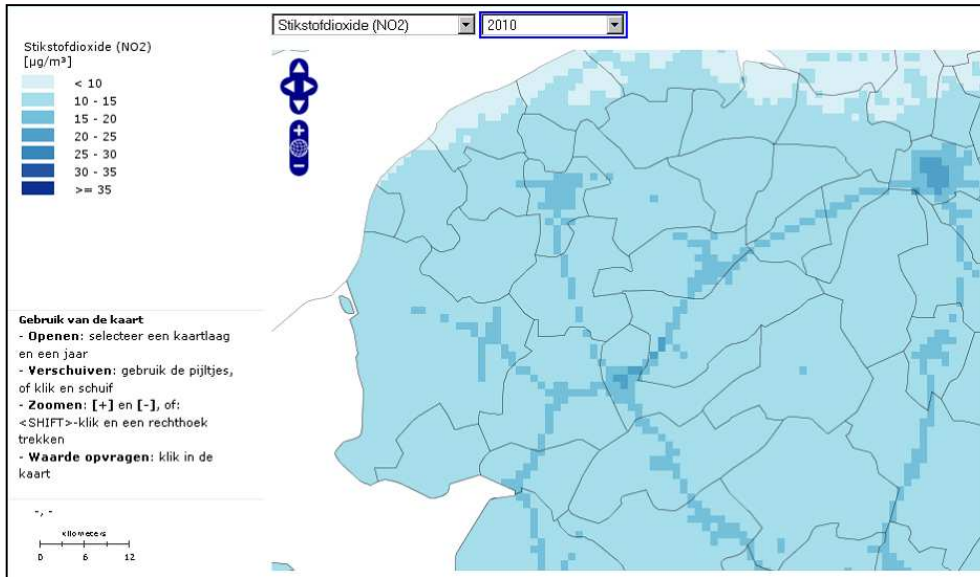 Stikstofdioxide (NO2)
2010
Stikstofdioxide (NO2)
[µg/m³]
< 10
10 - 15
15 - 20
20 - 25
25 - 30
30 - 35
>= 35
+
−
Gebruik van de kaart
- Openen: selecteer een kaartlaag
en een jaar
- Verschuiven: gebruik de pijltjes,
of klik en schuif
- Zoomen: [+] en [-], of:
<SHIFT>-klik en een rechthoek
trekken
- Waarde opvragen: klik in de
kaart
-, -
kilometers
0 6 12